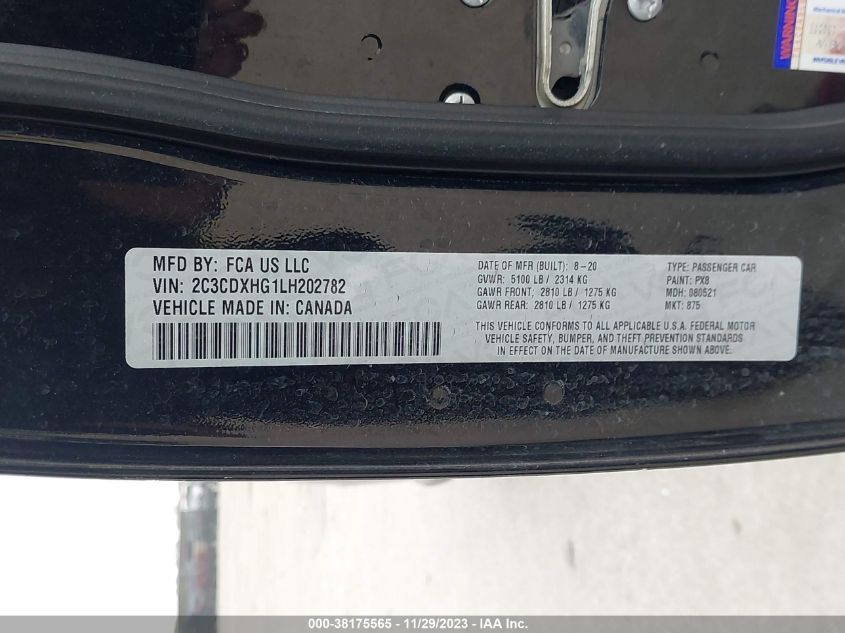 WARNING
MFD BY: FCA US LLC
VIN: 2C3CDXHG1LH202782
VEHICLE MADE IN: CANADA
DATE OF MFR (BUILT): 8-20
GVWR: 5100 LB / 2314 KG
GAWR FRONT: 2810 LB / 1275 KG
GAWR REAR: 2810 LB / 1275 KG
TYPE: PASSENGER CAR
PAINT: PX8
MDH: 080521
MKT: 875
THIS VEHICLE CONFORMS TO ALL APPLICABLE U.S.A. FEDERAL MOTOR
VEHICLE SAFETY, BUMPER, AND THEFT PREVENTION STANDARDS
IN EFFECT ON THE DATE OF MANUFACTURE SHOWN ABOVE.
000-38175565 - 11/29/2023 - IAA Inc.